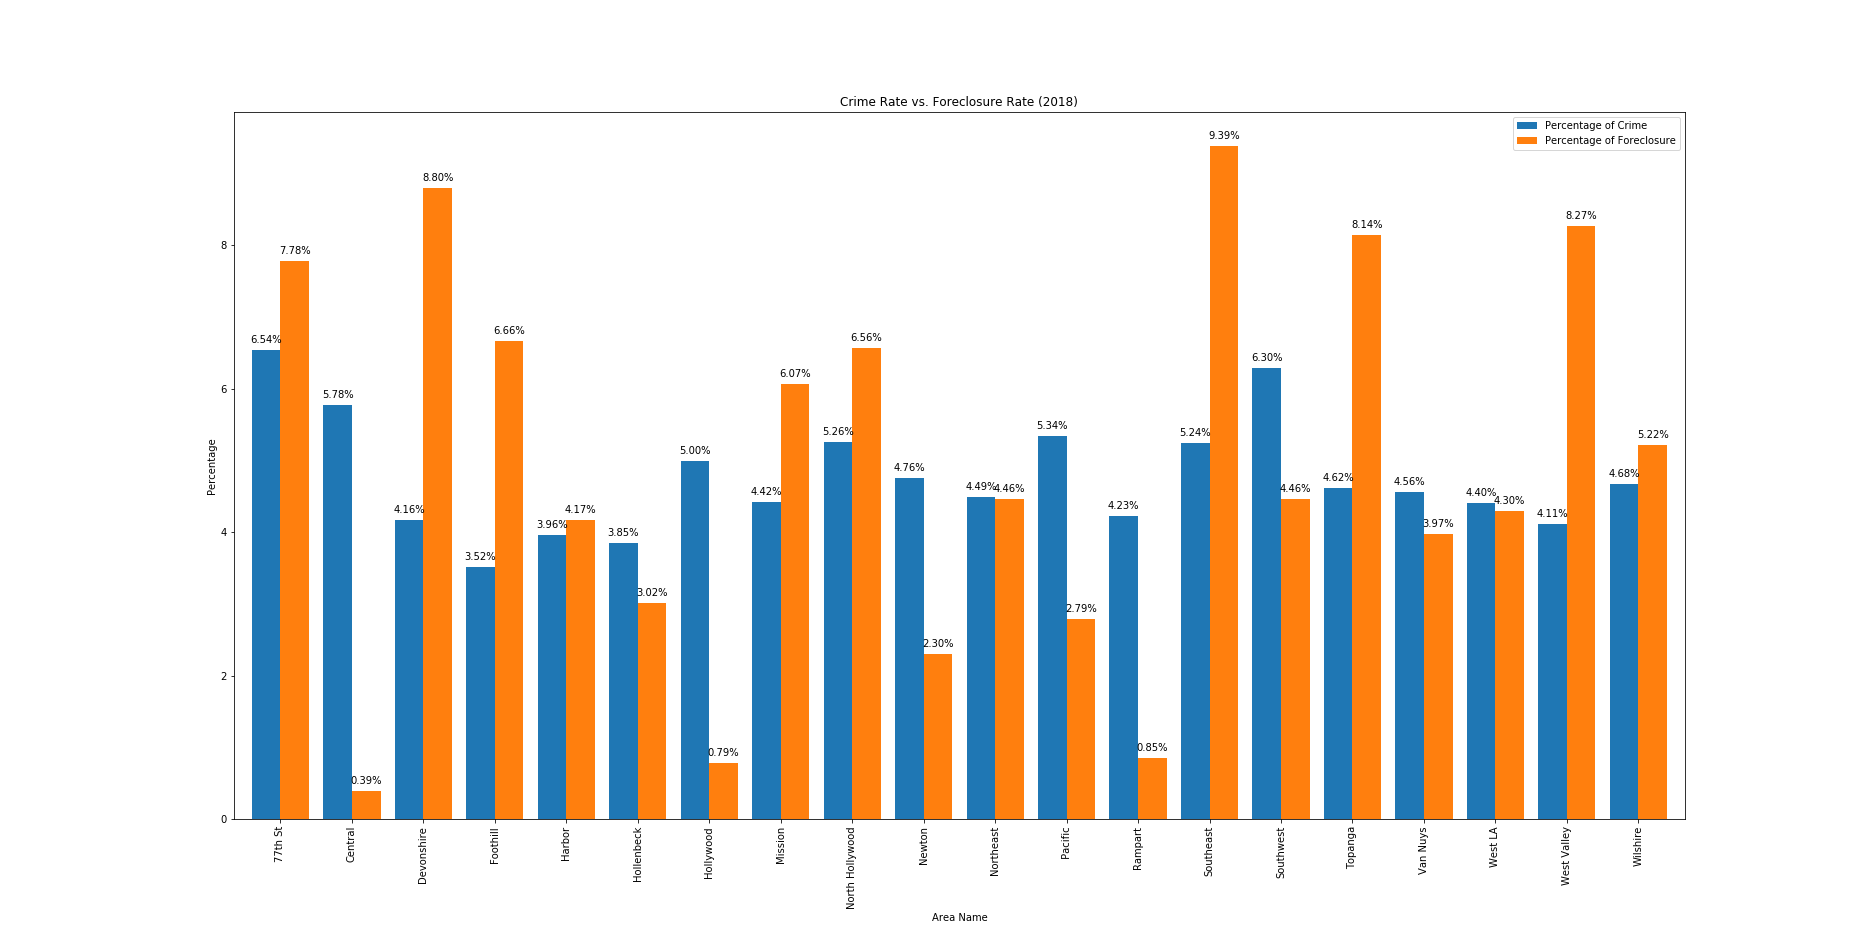 Crime Rate vs. Foreclosure Rate (2018)
Percentage of Crime
Percentage of Foreclosure
Percentage
8
6
4
2
0
6.54%
7.78%
5.78%
0.39%
4.16%
8.80%
3.52%
6.66%
3.96%
4.17%
3.85%
3.02%
5.00%
0.79%
4.42%
6.07%
5.26%
6.56%
4.76%
2.30%
4.49%
4.46%
5.34%
2.79%
4.23%
0.85%
5.24%
9.39%
6.30%
4.46%
4.62%
8.14%
4.56%
3.97%
4.40%
4.30%
4.11%
8.27%
4.68%
5.22%
77th St
Central
Devonshire
Foothill
Harbor
Hollenbeck
Hollywood
Mission
North Hollywood
Newton
Northeast
Pacific
Rampart
Southeast
Southwest
Topanga
Van Nuys
West LA
West Valley
Wilshire
Area Name